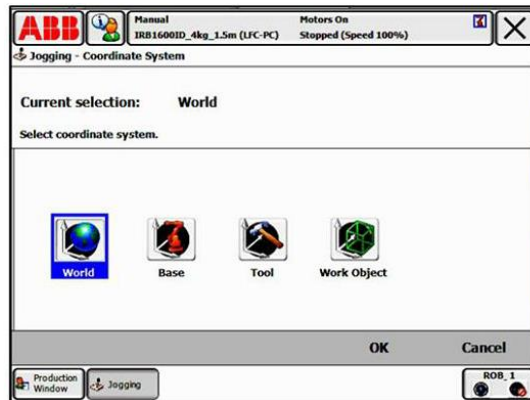 ABB
Manual
IRB1600ID_4kg_1.5m (LFC-PC)
Motors On
Stopped (Speed 100%)
Jogging - Coordinate System
Current selection: World
Select coordinate system.
World
Base
Tool
Work Object
OK
Cancel
Production Window
Jogging
ROB_1